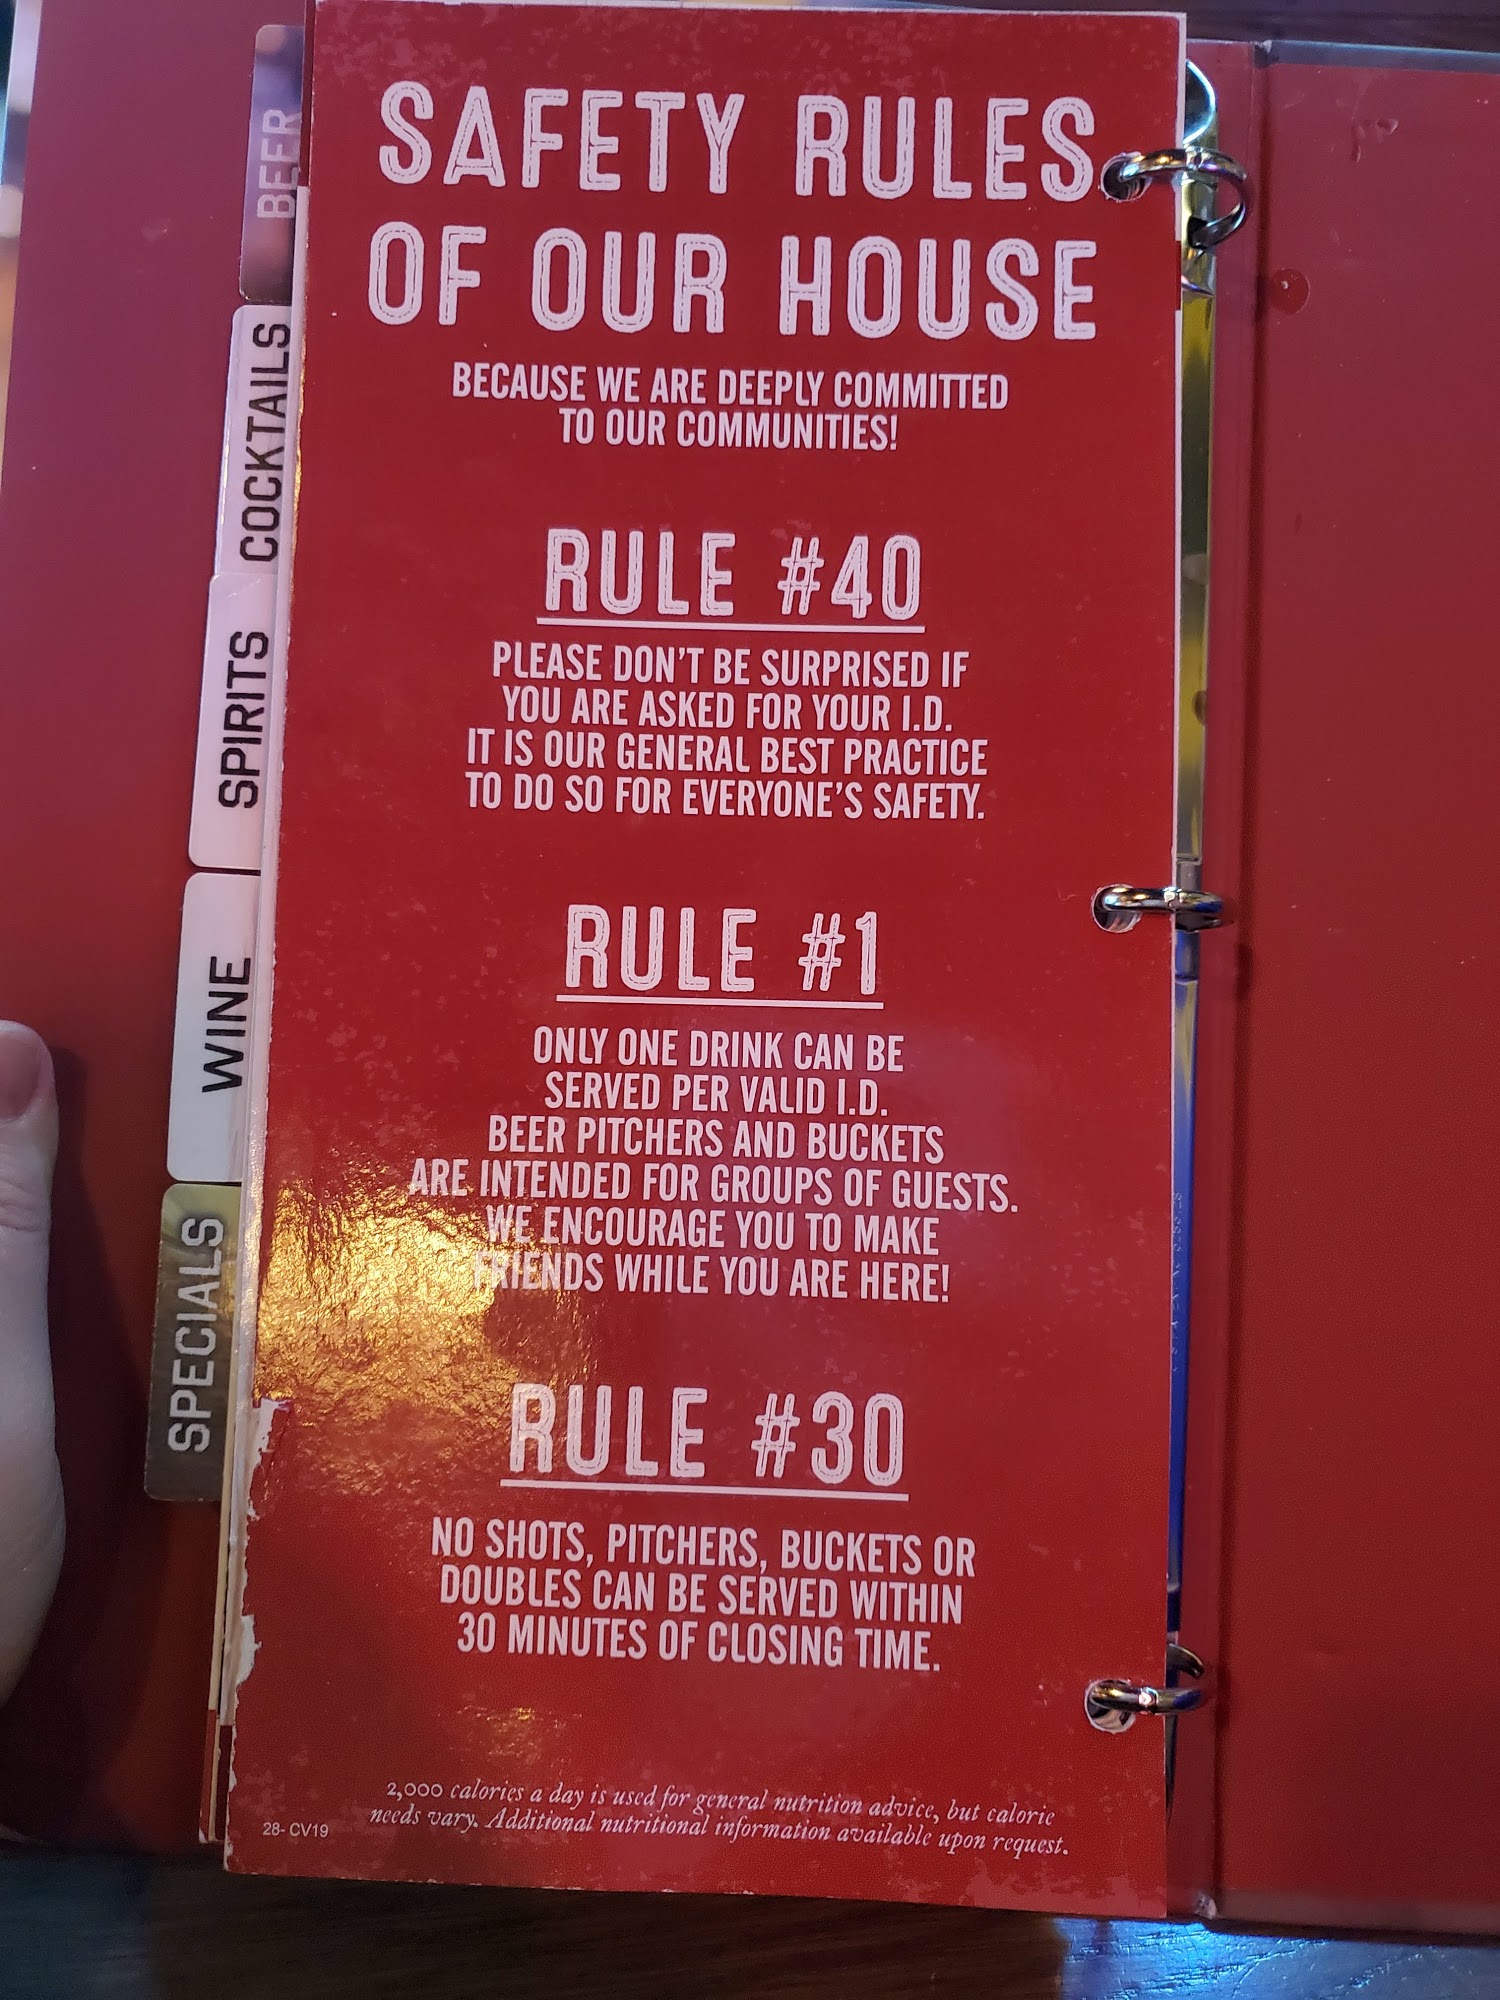 SAFETY RULES
OF OUR HOUSE
BECAUSE WE ARE DEEPLY COMMITTED
TO OUR COMMUNITIES!
RULE #40
PLEASE DON'T BE SURPRISED IF
YOU ARE ASKED FOR YOUR I.D.
IT IS OUR GENERAL BEST PRACTICE
TO DO SO FOR EVERYONE'S SAFETY.
RULE #1
ONLY ONE DRINK CAN BE
SERVED PER VALID I.D.
BEER PITCHERS AND BUCKETS
ARE INTENDED FOR GROUPS OF GUESTS.
WE ENCOURAGE YOU TO MAKE
FRIENDS WHILE YOU ARE HERE!
RULE #30
NO SHOTS, PITCHERS, BUCKETS OR
DOUBLES CAN BE SERVED WITHIN
30 MINUTES OF CLOSING TIME.
2,000 calories a day is used for general nutrition advice, but calorie
needs vary. Additional nutritional information available upon request.
28- CV19
BEER
COCKTAILS
SPIRITS
WINE
SPECIALS